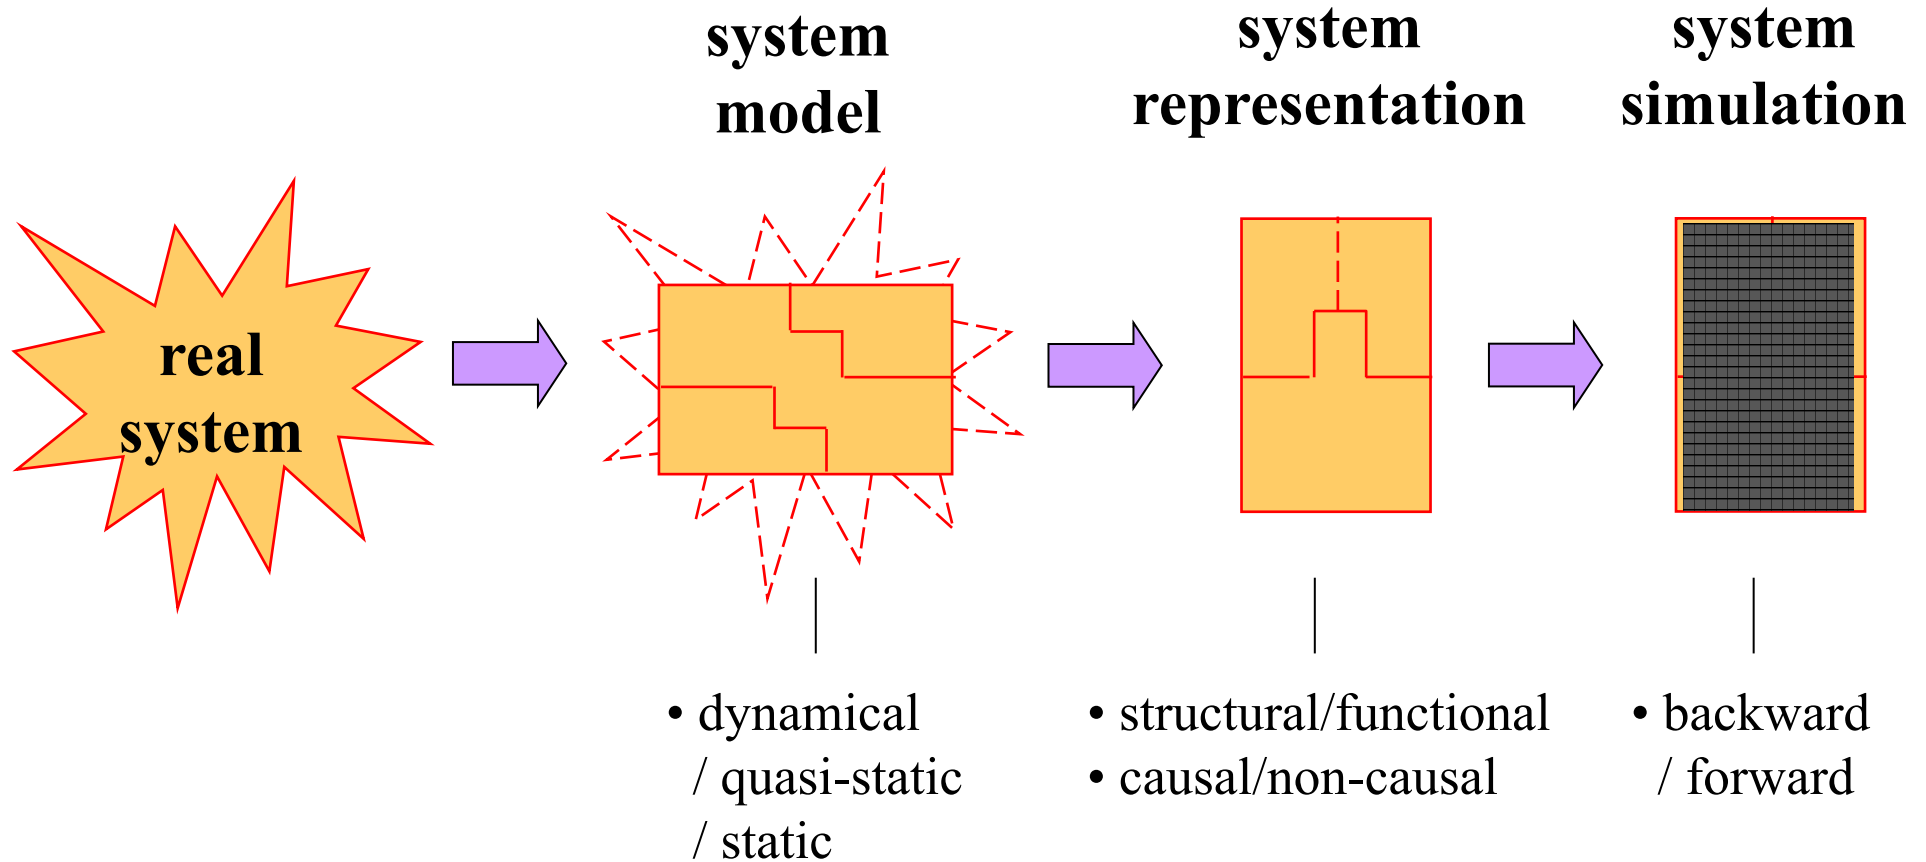 system
model
system
representation
system
simulation
real
system
• dynamical
/ quasi-static
/ static
• structural/functional
• causal/non-causal
• backward
/ forward